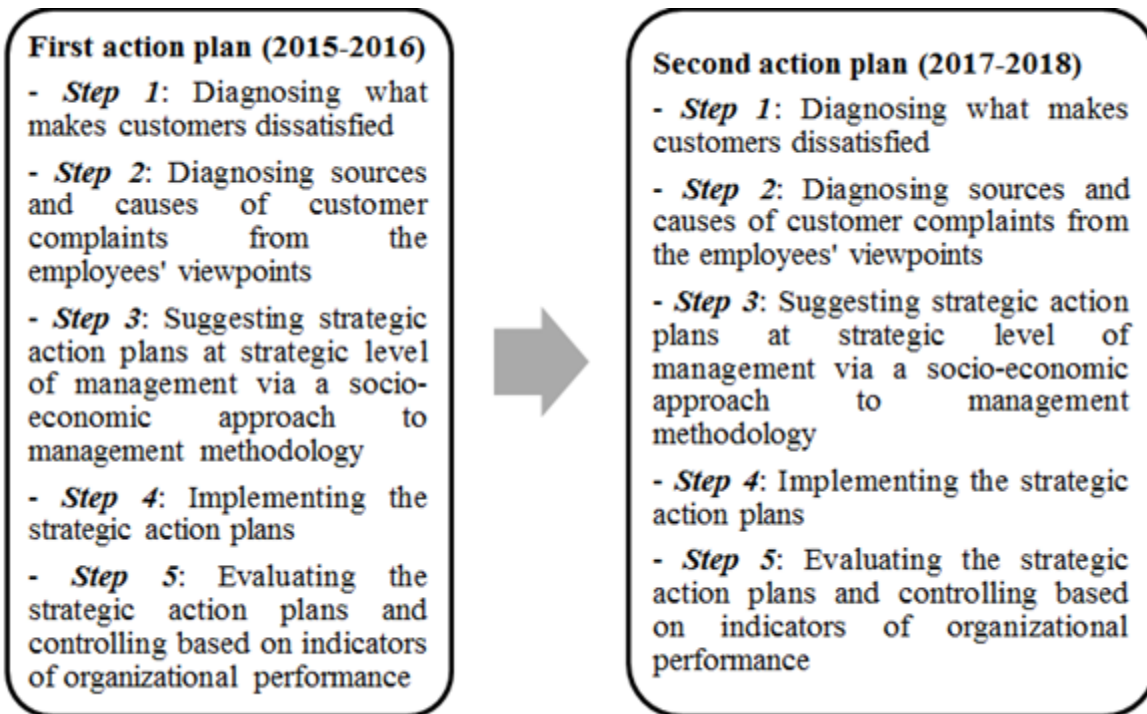 First action plan (2015-2016)
- Step 1: Diagnosing what
makes customers dissatisfied
- Step 2: Diagnosing sources
and causes of customer
complaints from the
employees' viewpoints
- Step 3: Suggesting strategic
action plans at strategic level
of management via a socio-
economic approach to
management methodology
- Step 4: Implementing the
strategic action plans
- Step 5: Evaluating the
strategic action plans and
controlling based on indicators
of organizational performance
Second action plan (2017-2018)
- Step 1: Diagnosing what makes
customers dissatisfied
- Step 2: Diagnosing sources and
causes of customer complaints from
the employees' viewpoints
- Step 3: Suggesting strategic action
plans at strategic level of
management via a socio-economic
approach to management
methodology
- Step 4: Implementing the strategic
action plans
- Step 5: Evaluating the strategic
action plans and controlling based
on indicators of organizational
performance